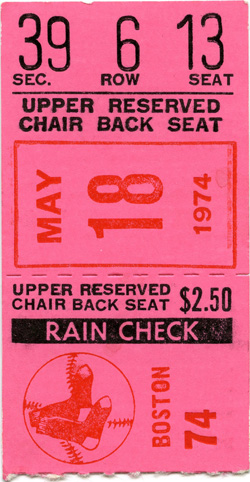 39 6 13
SEC. ROW SEAT
UPPER RESERVED
CHAIR BACK SEAT
MAY 18 1974
UPPER RESERVED
CHAIR BACK SEAT $2.50
RAIN CHECK
BOSTON 74